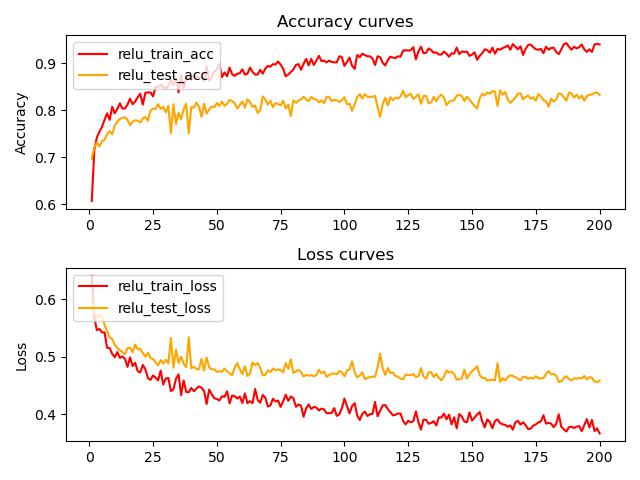 Accuracy curves
relu_train_acc
relu_test_acc
0.9
0.8
0.7
0.6
Accuracy
0 25 50 75 100 125 150 175 200
Loss curves
relu_train_loss
relu_test_loss
0.6
0.5
0.4
Loss
0 25 50 75 100 125 150 175 200